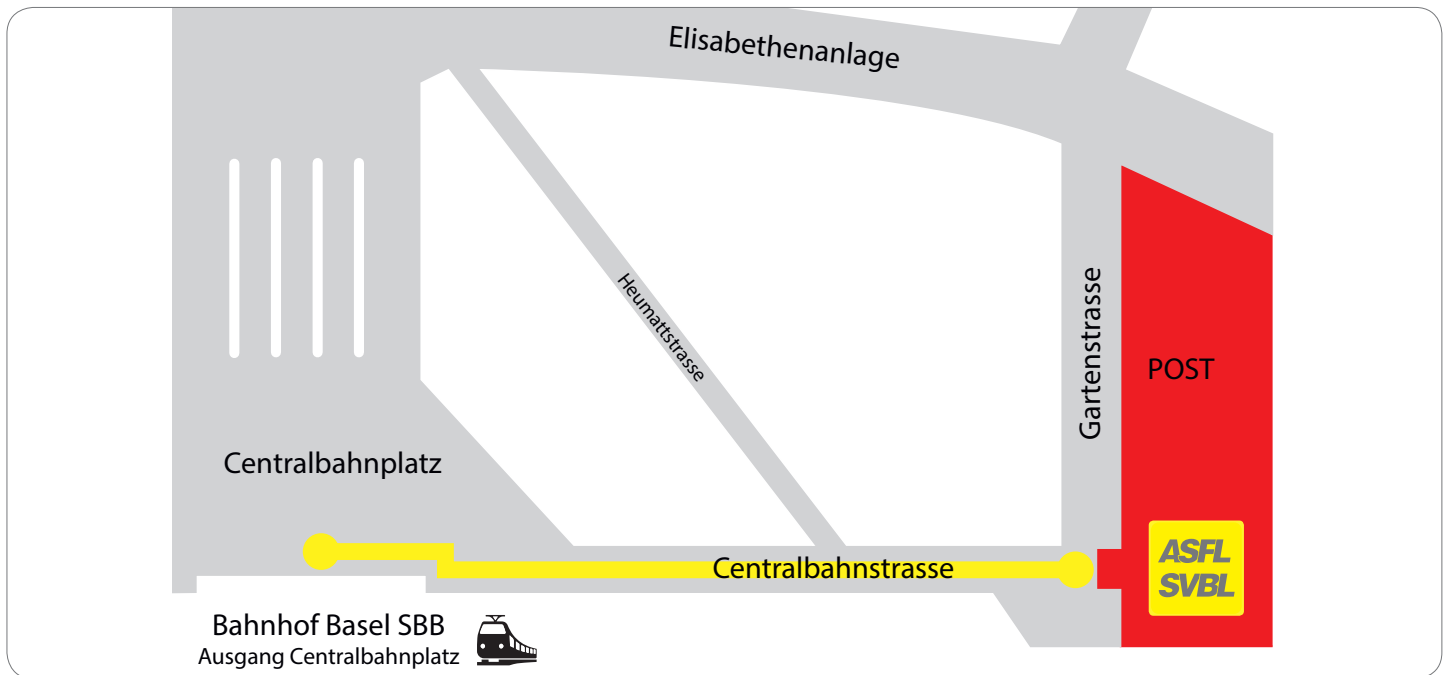 Elisabethenanlage
Heumattstrasse
Gartenstrasse
POST
Centralbahnplatz
ASFL
SVBL
Centralbahnstrasse
Bahnhof Basel SBB
Ausgang Centralbahnplatz